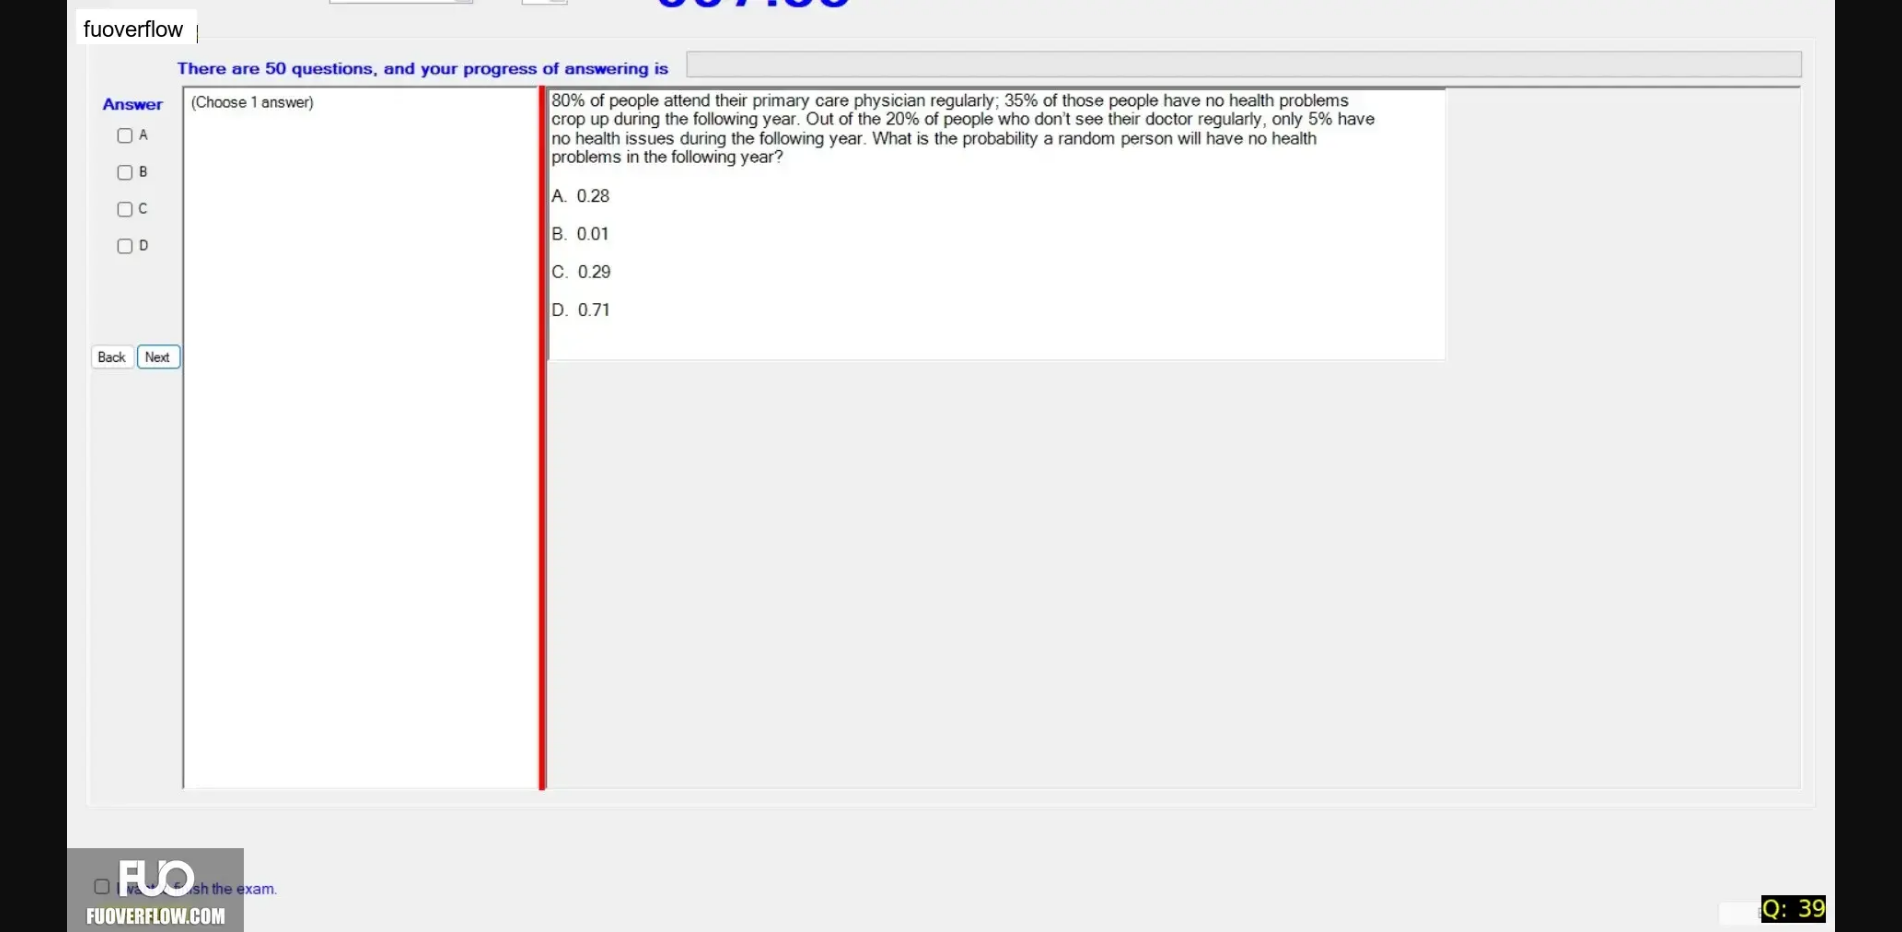 fuoverflow
There are 50 questions, and your progress of answering is
Answer
(Choose 1 answer)
A
B
C
D
Back
Next
80% of people attend their primary care physician regularly; 35% of those people have no health problems
crop up during the following year. Out of the 20% of people who don't see their doctor regularly, only 5% have
no health issues during the following year. What is the probability a random person will have no health
problems in the following year?
A. 0.28
B. 0.01
C. 0.29
D. 0.71
sh the exam.
FUO
FUOVERFLOW.COM
Q: 39